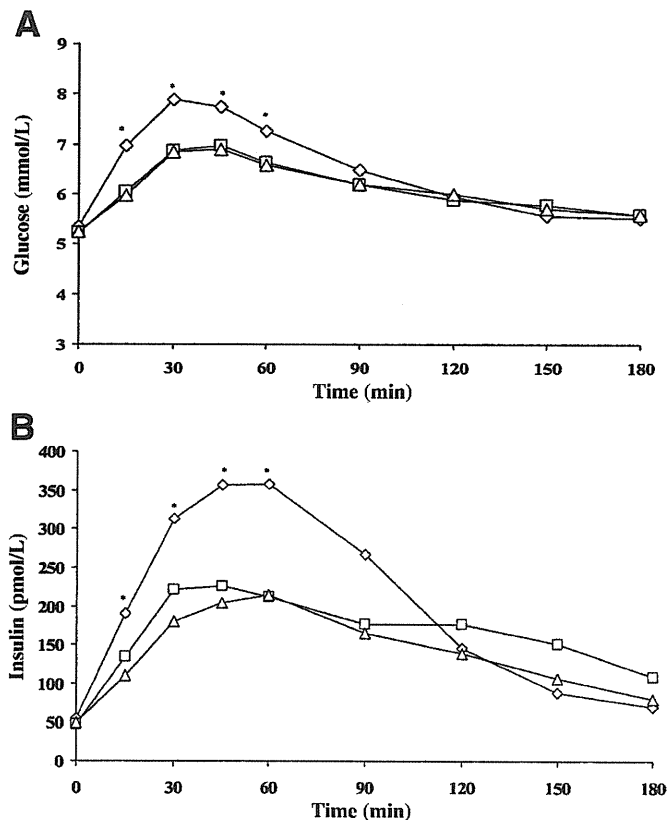 A
Glucose (mmol/L)
9
8
7
6
5
4
3
* * * *
0 30 60 90 120 150 180
Time (min)
B
Insulin (pmol/L)
400
350
300
250
200
150
100
50
0
* * * *
0 30 60 90 120 150 180
Time (min)